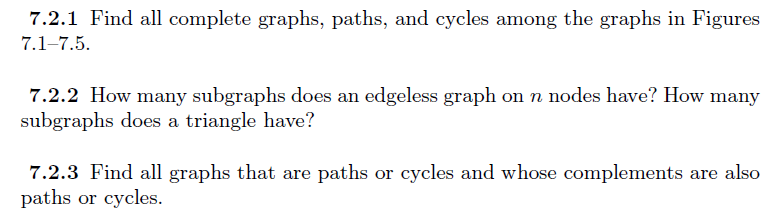 7.2.1 Find all complete graphs, paths, and cycles among the graphs in Figures
7.1–7.5.
7.2.2 How many subgraphs does an edgeless graph on n nodes have? How many
subgraphs does a triangle have?
7.2.3 Find all graphs that are paths or cycles and whose complements are also
paths or cycles.